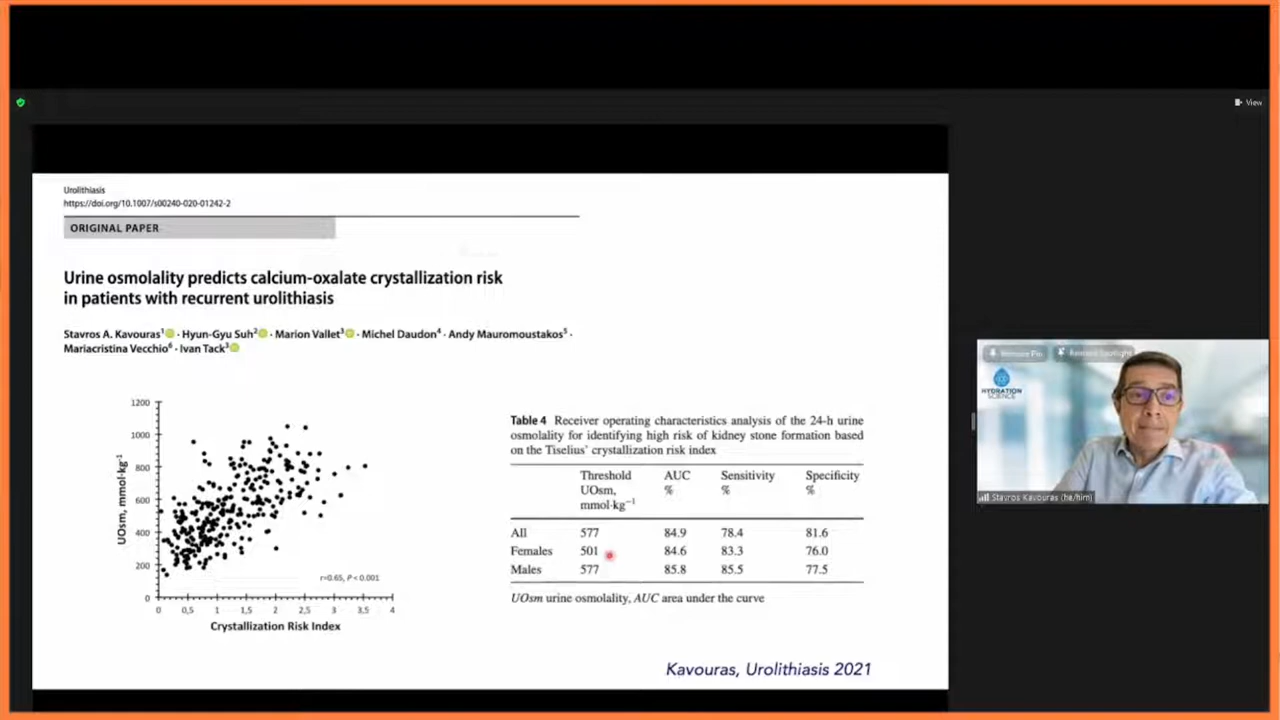 View
Urolithiasis
https://doi.org/10.1007/s00240-020-01242-2
ORIGINAL PAPER
Urine osmolality predicts calcium-oxalate crystallization risk
in patients with recurrent urolithiasis
Stavros A. Kavouras1 · Hyun-Gyu Suh2 · Marion Vallet3 · Michel Daudon4 · Andy Mauromoustakos5 ·
Mariacristina Vecchio6 · Ivan Tack3
UOsm, mmol·kg-1
1200
1000
800
600
400
200
0
r=0.65, P < 0.001
0 0,5 1 1,5 2 2,5 3 3,5 4
Crystallization Risk Index
Table 4 Receiver operating characteristics analysis of the 24-h urine
osmolality for identifying high risk of kidney stone formation based
on the Tiselius' crystallization risk index
Threshold AUC Sensitivity Specificity
UOsm, % % %
mmol·kg−1
All 577 84.9 78.4 81.6
Females 501 84.6 83.3 76.0
Males 577 85.8 85.5 77.5
UOsm urine osmolality, AUC area under the curve
Kavouras, Urolithiasis 2021
Remove Pin Remove Spotlight
HYDRATION
SCIENCE
Stavros Kavouras (he/him)